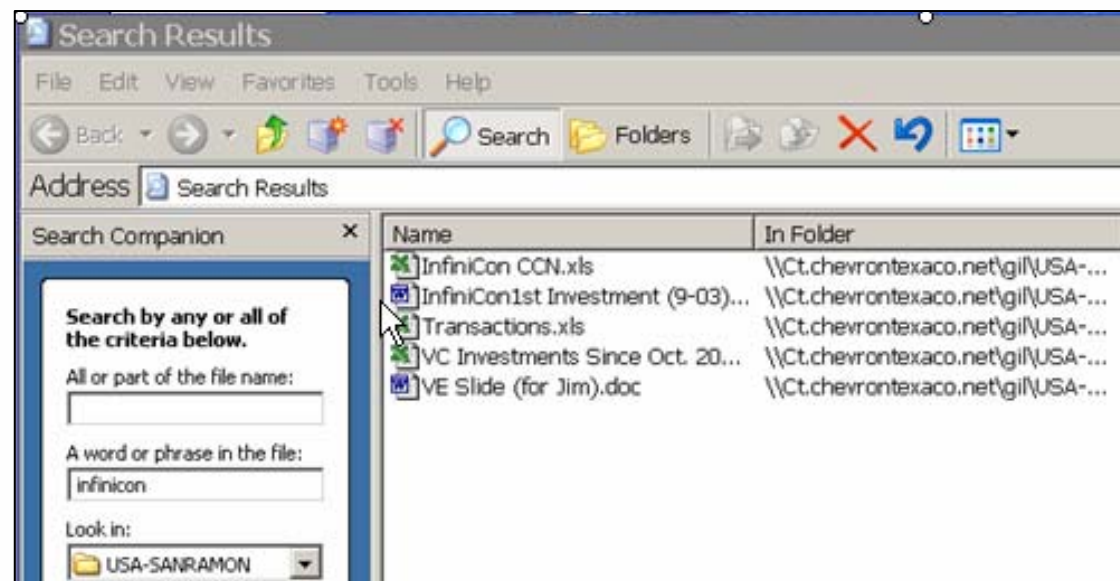 Search Results
File Edit View Favorites Tools Help
Back Search Folders
Address Search Results
Search Companion
Search by any or all of
the criteria below.
All or part of the file name:
A word or phrase in the file:
infinicon
Look in:
USA-SANRAMON
Name In Folder
InfiniCon CCN.xls \\Ct.chevrontexaco.net\gil\USA-...
InfiniCon1st Investment (9-03)... \\Ct.chevrontexaco.net\gil\USA-...
Transactions.xls \\Ct.chevrontexaco.net\gil\USA-...
VC Investments Since Oct. 20... \\Ct.chevrontexaco.net\gil\USA-...
VE Slide (for Jim).doc \\Ct.chevrontexaco.net\gil\USA-...